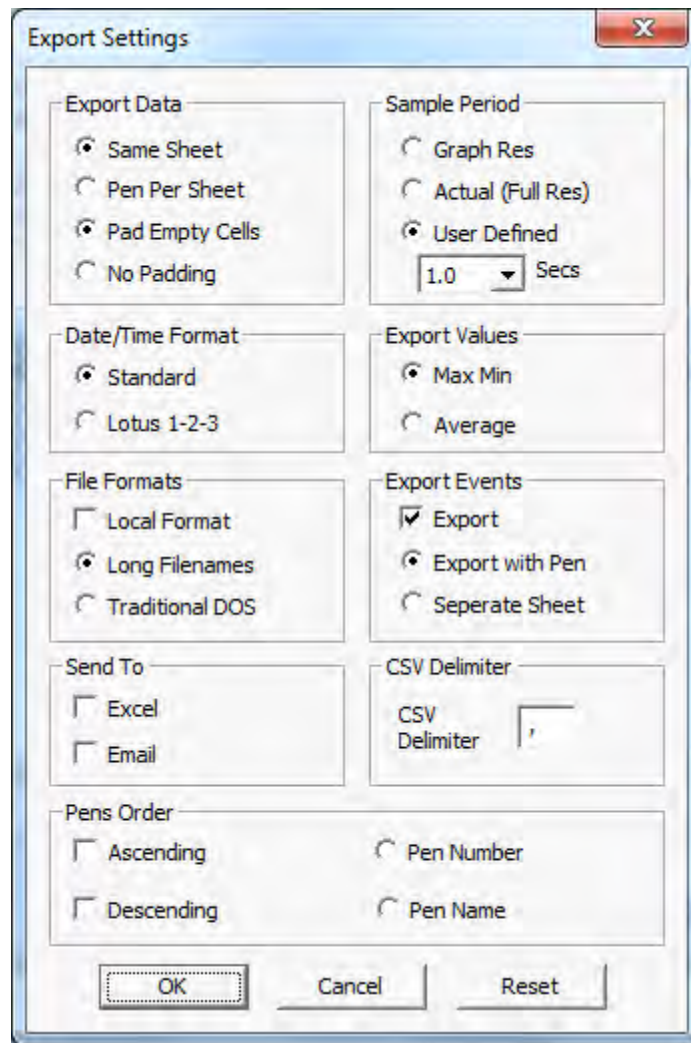 Export Settings
Export Data
Same Sheet
Pen Per Sheet
Pad Empty Cells
No Padding
Sample Period
Graph Res
Actual (Full Res)
User Defined
1.0 Secs
Date/Time Format
Standard
Lotus 1-2-3
Export Values
Max Min
Average
File Formats
Local Format
Long Filenames
Traditional DOS
Export Events
Export
Export with Pen
Seperate Sheet
Send To
Excel
Email
CSV Delimiter
CSV
Delimiter ,
Pens Order
Ascending
Pen Number
Descending
Pen Name
OK Cancel Reset